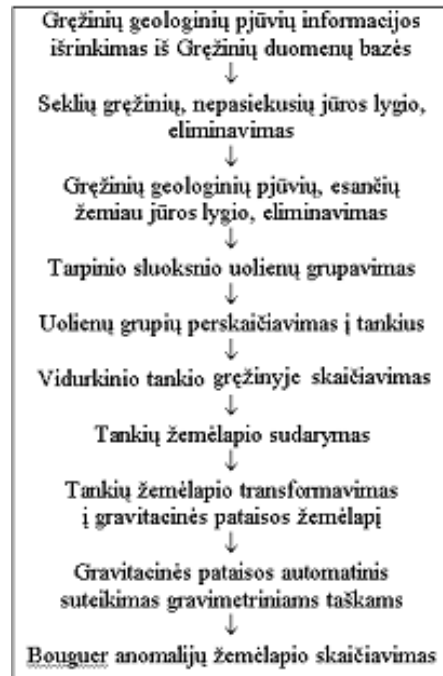 Gręžinių geologinių pjūvių informacijos
išrinkimas iš Gręžinių duomenų bazės
↓
Seklių gręžinių, nepasiekusių jūros lygio,
eliminavimas
↓
Gręžinių geologinių pjūvių, esančių
žemiau jūros lygio, eliminavimas
↓
Tarpinio sluoksnio uolienų grupavimas
↓
Uolienų grupių perskaičiavimas į tankius
↓
Vidurkinio tankio gręžinyje skaičiavimas
↓
Tankių žemėlapio sudarymas
↓
Tankių žemėlapio transformavimas
į gravitacinės pataisos žemėlapį
↓
Gravitacinės pataisos automatinis
suteikimas gravimetriniams taškams
↓
Bouguer anomalijų žemėlapio skaičiavimas